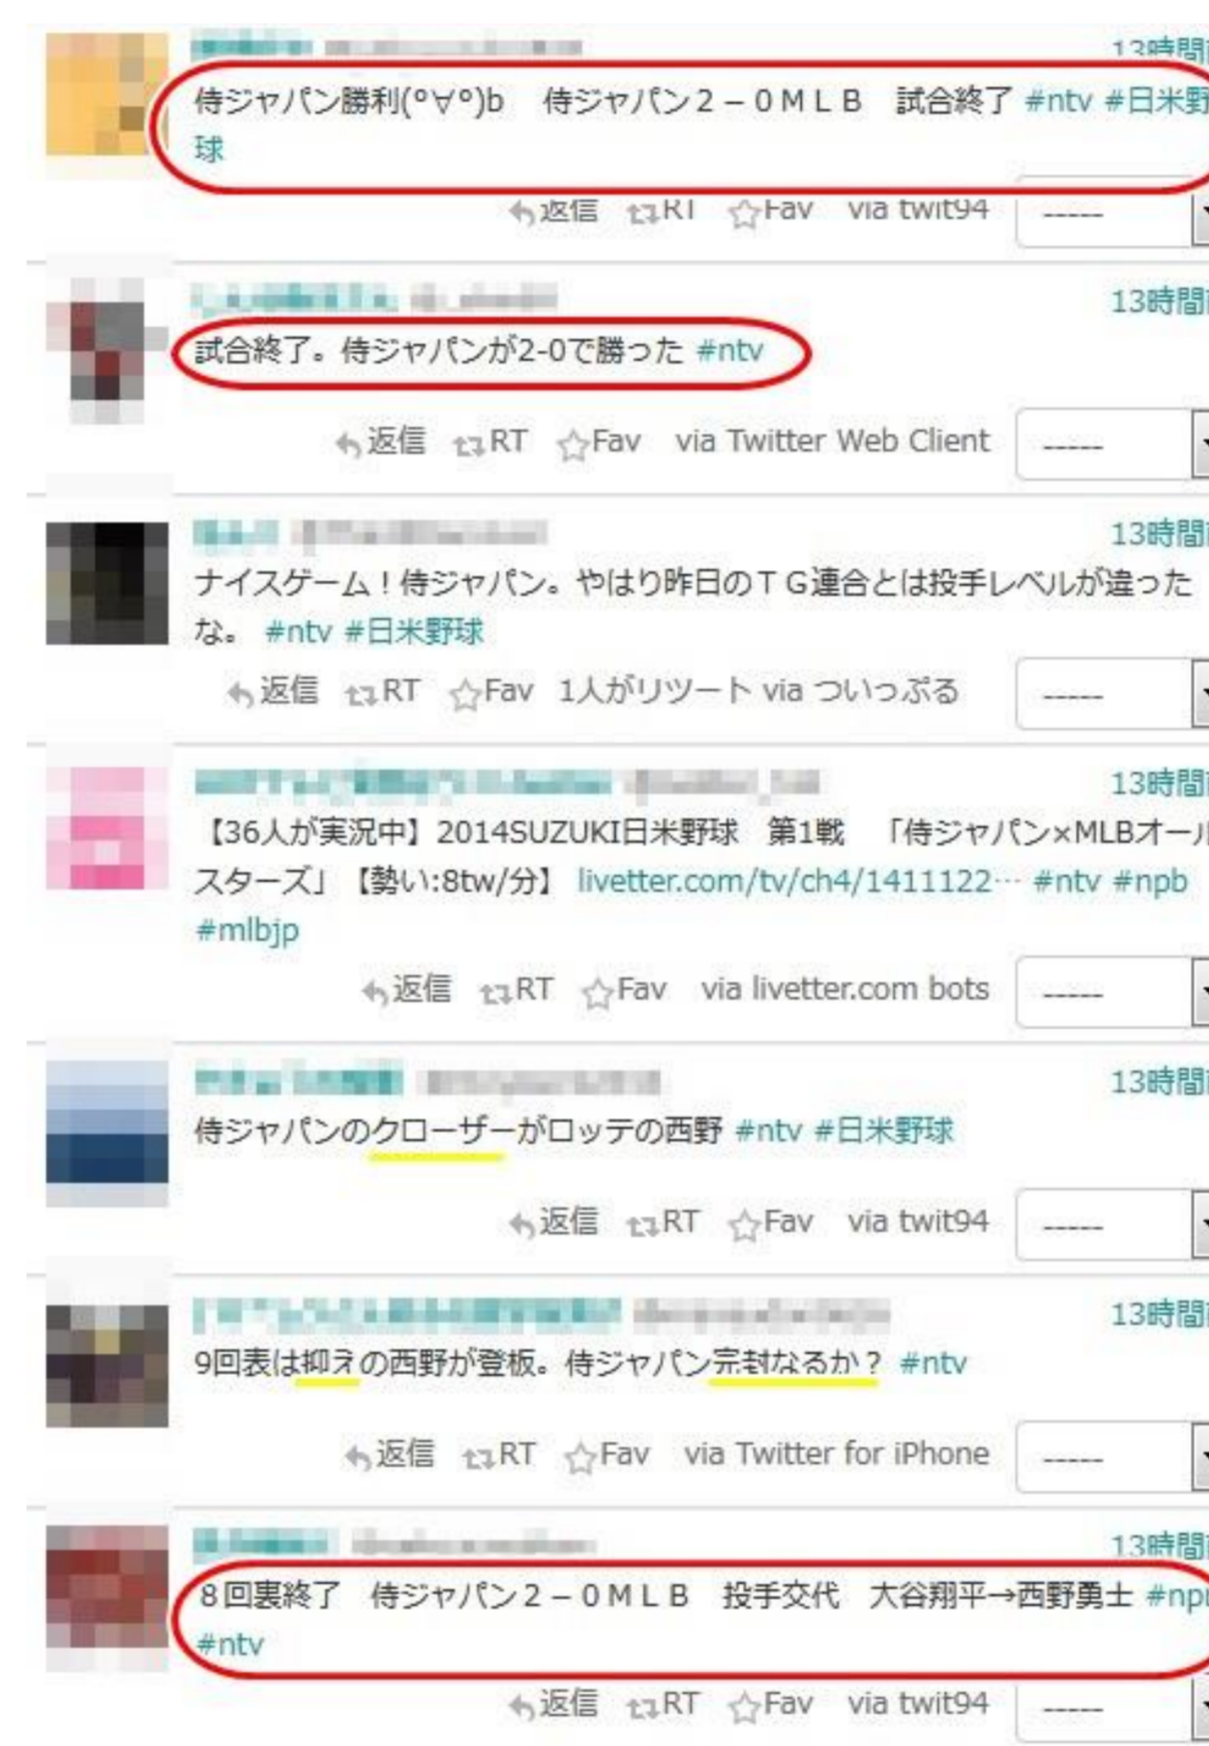 13時間
侍ジャパン勝利(°∀°)b　侍ジャパン２－０ＭＬＢ　試合終了 #ntv #日米野
球
返信 RT Fav via twit94 -----
13時間
試合終了。侍ジャパンが2-0で勝った #ntv
返信 RT Fav via Twitter Web Client -----
13時間
ナイスゲーム！侍ジャパン。やはり昨日のＴＧ連合とは投手レベルが違った
な。 #ntv #日米野球
返信 RT Fav 1人がリツート via ついっぷる -----
13時間
【36人が実況中】2014SUZUKI日米野球　第1戦　「侍ジャパン×MLBオール
スターズ」【勢い:8tw/分】 livetter.com/tv/ch4/1411122… #ntv #npb
#mlbjp
返信 RT Fav via livetter.com bots -----
13時間
侍ジャパンのクローザーがロッテの西野 #ntv #日米野球
返信 RT Fav via twit94 -----
13時間
9回表は抑えの西野が登板。侍ジャパン完封なるか？ #ntv
返信 RT Fav via Twitter for iPhone -----
13時間
８回裏終了　侍ジャパン２－０ＭＬＢ　投手交代　大谷翔平→西野勇士 #npb
#ntv
返信 RT Fav via twit94 -----